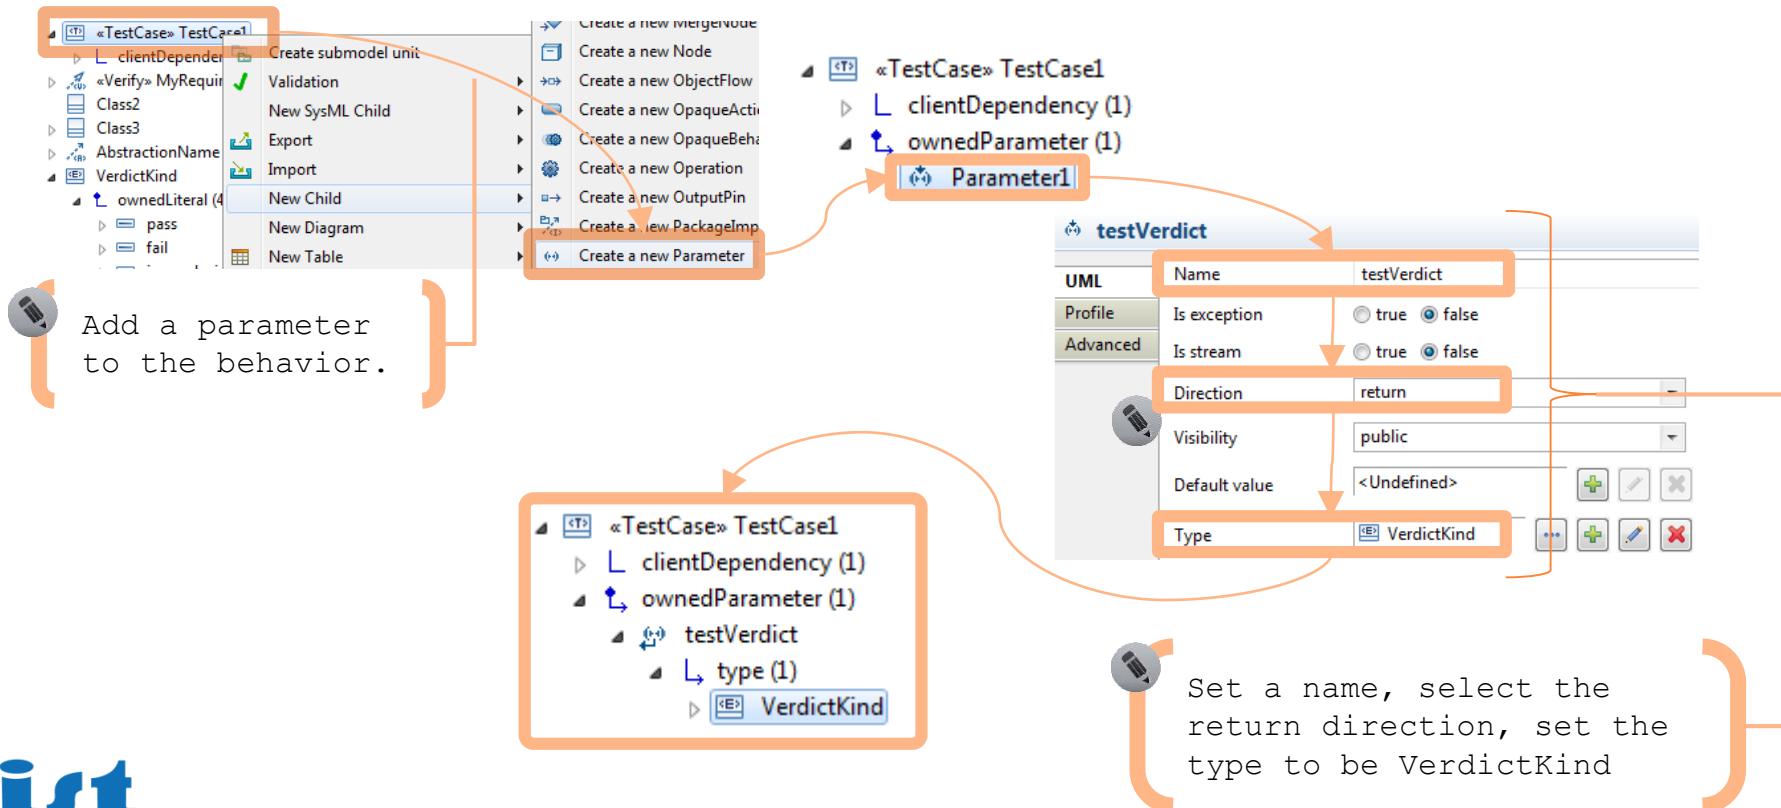 «TestCase» TestCase1
clientDepender
«Verify» MyRequir
Class2
Class3
AbstractionName
VerdictKind
ownedLiteral (4
pass
fail
Create submodel unit
Validation
New SysML Child
Export
Import
New Child
New Diagram
New Table
Create a new MergeNode
Create a new Node
Create a new ObjectFlow
Create a new OpaqueActi
Create a new OpaqueBeha
Create a new Operation
Create a new OutputPin
Create a new PackageImp
Create a new Parameter
Add a parameter
to the behavior.
«TestCase» TestCase1
clientDependency (1)
ownedParameter (1)
Parameter1
testVerdict
UML
Profile
Advanced
Name testVerdict
Is exception true false
Is stream true false
Direction return
Visibility public
Default value <Undefined>
Type VerdictKind
«TestCase» TestCase1
clientDependency (1)
ownedParameter (1)
testVerdict
type (1)
VerdictKind
Set a name, select the
return direction, set the
type to be VerdictKind
ist